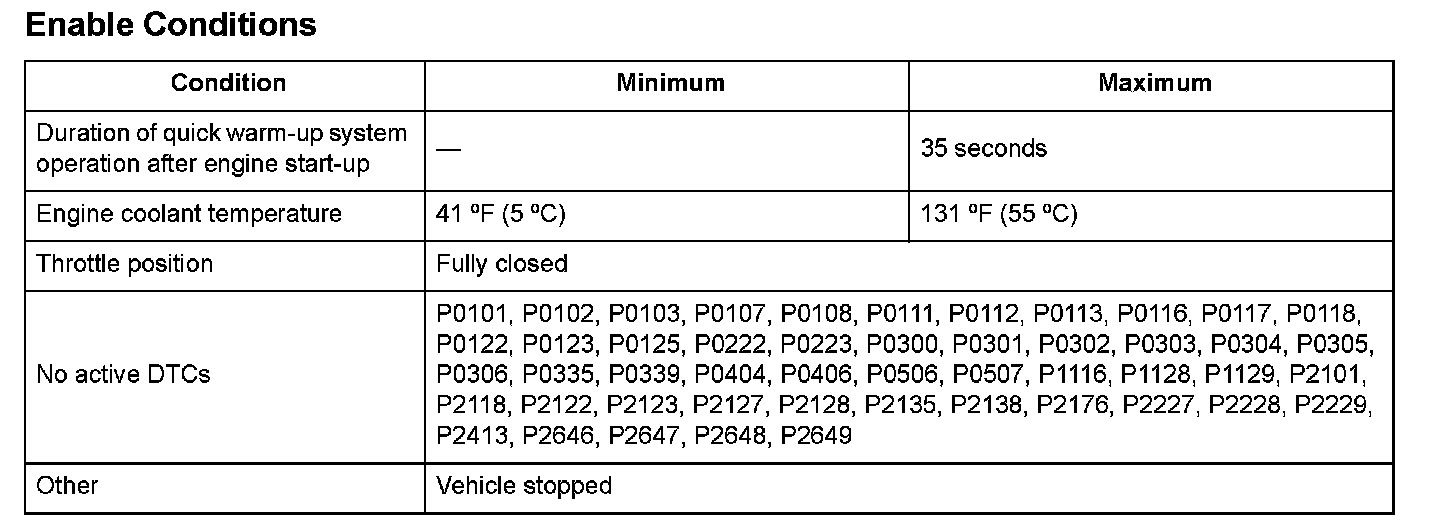 Enable Conditions
Condition Minimum Maximum
Duration of quick warm-up system
operation after engine start-up
—
35 seconds
Engine coolant temperature 41 ºF (5 ºC) 131 ºF (55 ºC)
Throttle position Fully closed
No active DTCs
P0101, P0102, P0103, P0107, P0108, P0111, P0112, P0113, P0116, P0117, P0118,
P0122, P0123, P0125, P0222, P0223, P0300, P0301, P0302, P0303, P0304, P0305,
P0306, P0335, P0339, P0404, P0406, P0506, P0507, P1116, P1128, P1129, P2101,
P2118, P2122, P2123, P2127, P2128, P2135, P2138, P2176, P2227, P2228, P2229,
P2413, P2646, P2647, P2648, P2649
Other Vehicle stopped